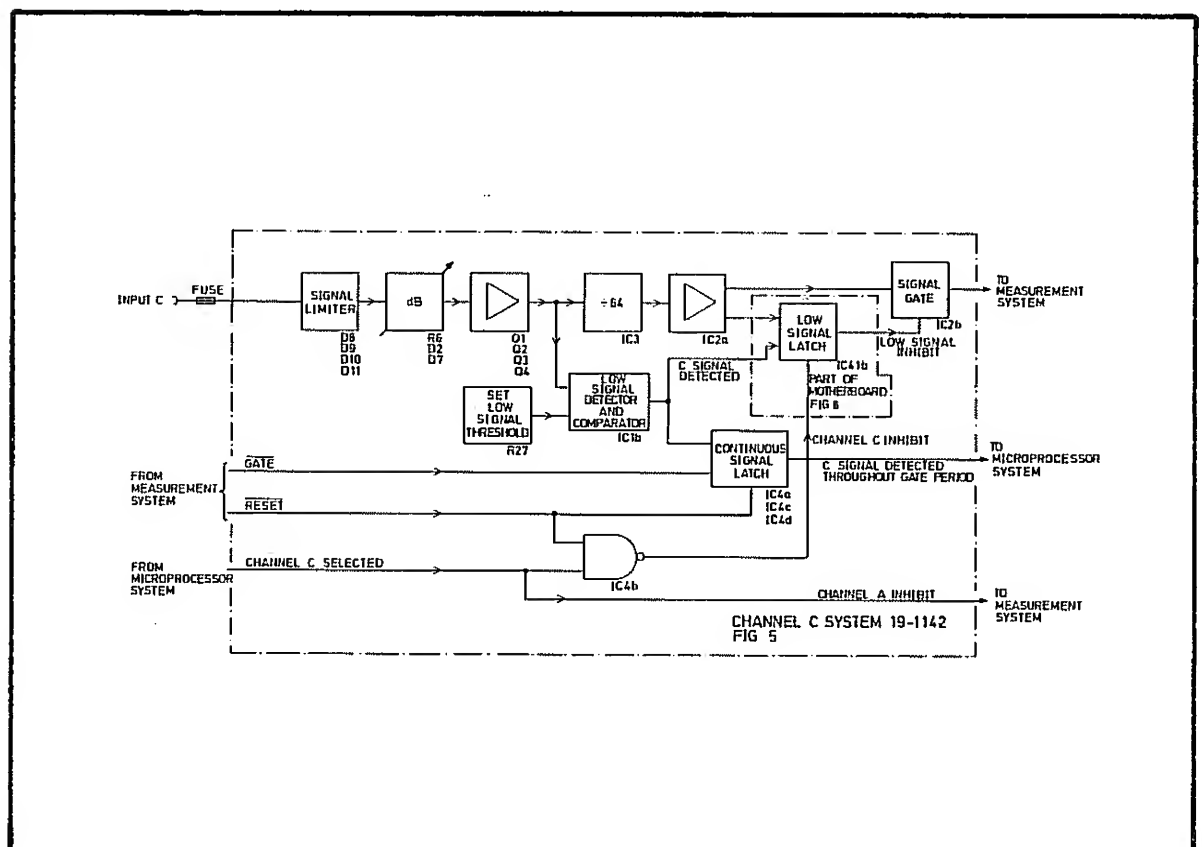 INPUT C
FUSE
SIGNAL
LIMITER
D8
D9
D10
D11
dB
R6
D2
D7
Q1
Q2
Q3
Q4
÷64
IC3
IC2a
LOW
SIGNAL
LATCH
IC41b
SIGNAL
GATE
IC2b
TO
MEASUREMENT
SYSTEM
LOW SIGNAL
INHIBIT
C SIGNAL
DETECTED
PART OF
MOTHERBOARD
FIG 6
SET
LOW
SIGNAL
THRESHOLD
R27
LOW
SIGNAL
DETECTOR
AND
COMPARATOR
IC1b
CHANNEL C INHIBIT
CONTINUOUS
SIGNAL
LATCH
IC4a
IC4c
IC4d
C SIGNAL DETECTED
THROUGHOUT GATE PERIOD
TO
MICROPROCESSOR
SYSTEM
FROM
MEASUREMENT
SYSTEM
GATE
RESET
FROM
MICROPROCESSOR
SYSTEM
CHANNEL C SELECTED
IC4b
CHANNEL A INHIBIT
TO
MEASUREMENT
SYSTEM
CHANNEL C SYSTEM 19-1142
FIG 5